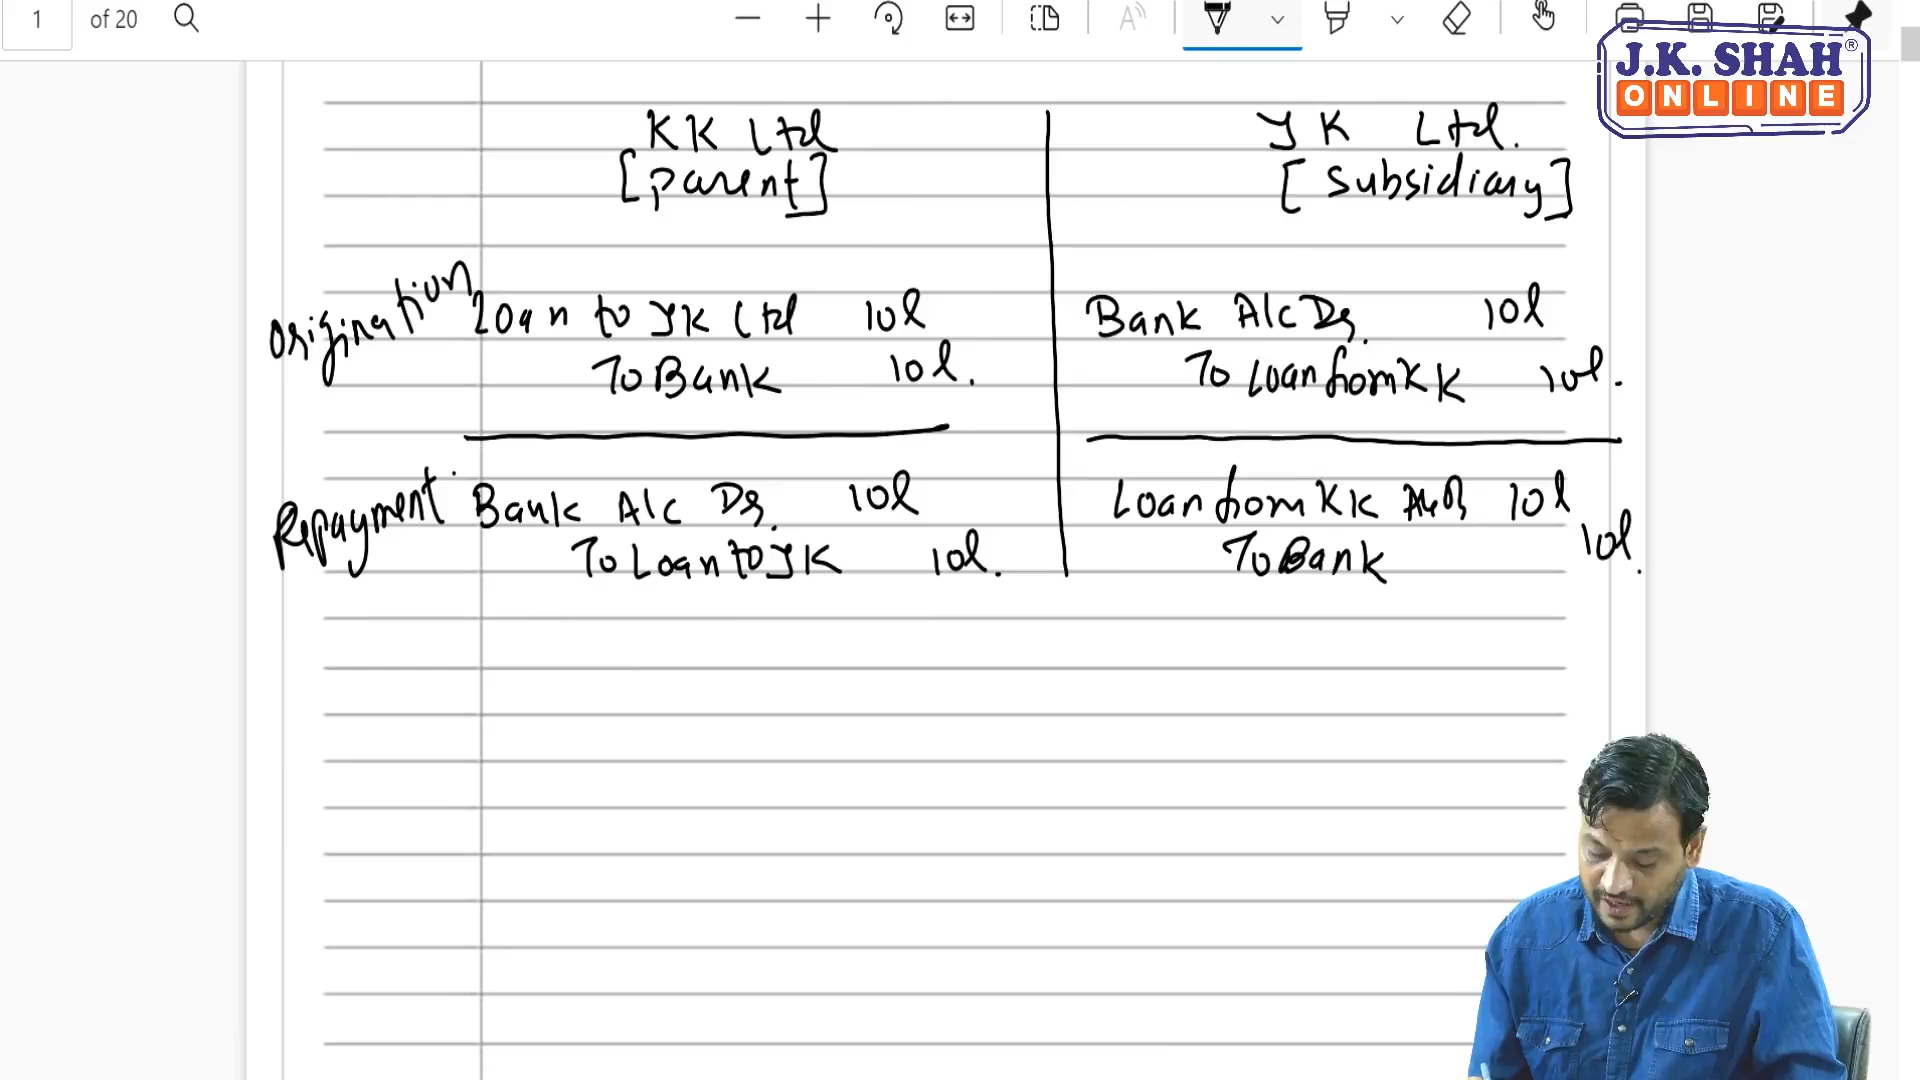 1 of 20
J.K. SHAH®
ONLINE
KK Ltd
[parent]
JK Ltd.
[subsidiary]
Origination
Loan to JK Ltd 10l
To Bank 10l.
Bank A/c Dr. 10l
To Loan from KK 10l.
Repayment
Bank A/c Dr. 10l
To Loan to JK 10l.
Loan from KK 10l
To Bank 10l.